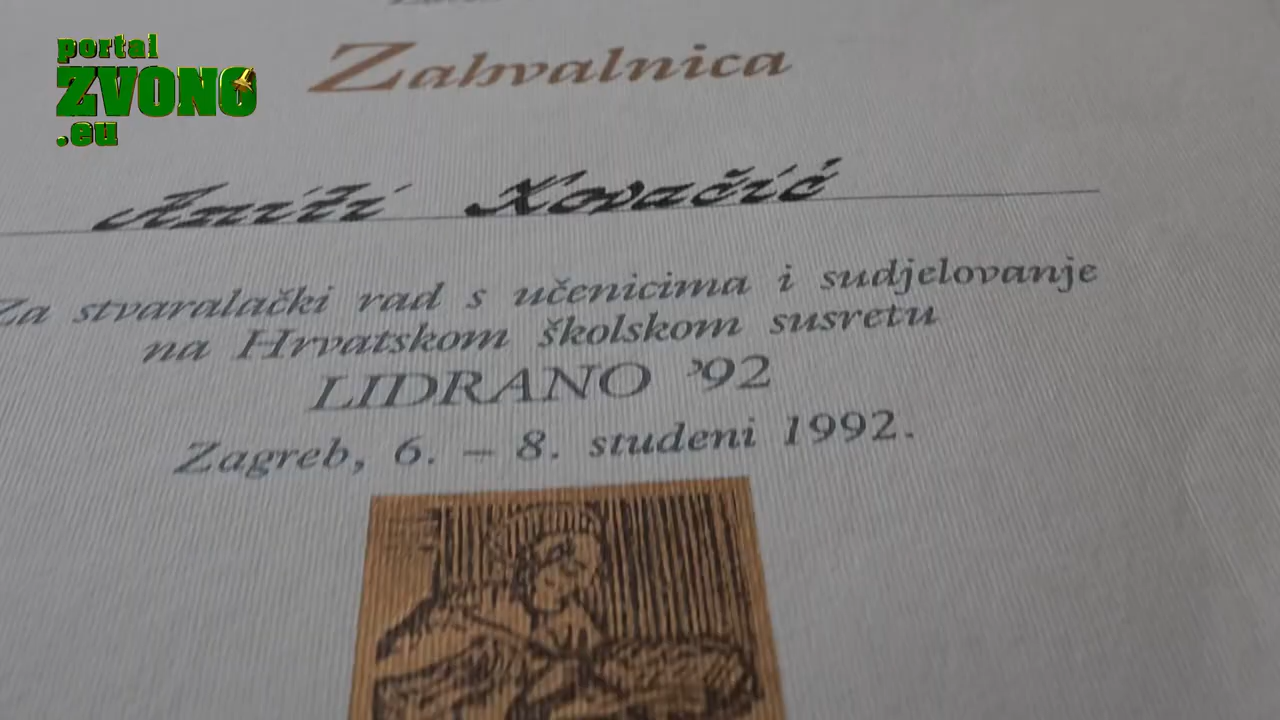 portal
ZVONO
.eu
Zahvalnica
Kovačić
Za stvaralački rad s učenicima i sudjelovanje
na Hrvatskom školskom susretu
LIDRANO '92
Zagreb, 6. – 8. studeni 1992.